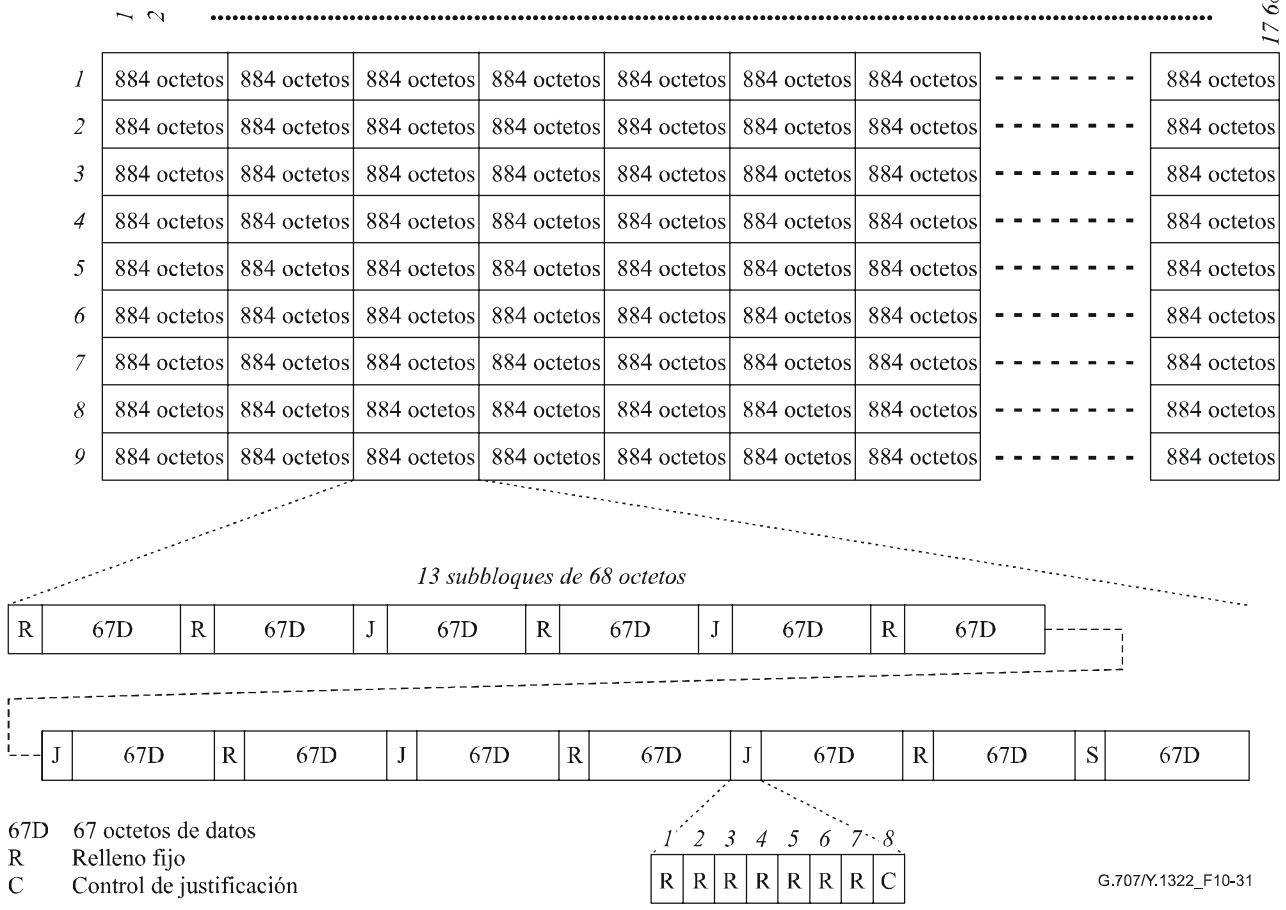 1 2
1 884 octetos 884 octetos 884 octetos 884 octetos 884 octetos 884 octetos 884 octetos 884 octetos
2 884 octetos 884 octetos 884 octetos 884 octetos 884 octetos 884 octetos 884 octetos 884 octetos
3 884 octetos 884 octetos 884 octetos 884 octetos 884 octetos 884 octetos 884 octetos 884 octetos
4 884 octetos 884 octetos 884 octetos 884 octetos 884 octetos 884 octetos 884 octetos 884 octetos
5 884 octetos 884 octetos 884 octetos 884 octetos 884 octetos 884 octetos 884 octetos 884 octetos
6 884 octetos 884 octetos 884 octetos 884 octetos 884 octetos 884 octetos 884 octetos 884 octetos
7 884 octetos 884 octetos 884 octetos 884 octetos 884 octetos 884 octetos 884 octetos 884 octetos
8 884 octetos 884 octetos 884 octetos 884 octetos 884 octetos 884 octetos 884 octetos 884 octetos
9 884 octetos 884 octetos 884 octetos 884 octetos 884 octetos 884 octetos 884 octetos 884 octetos
13 subbloques de 68 octetos
R 67D R 67D J 67D R 67D J 67D R 67D
J 67D R 67D J 67D R 67D J 67D R 67D S 67D
67D 67 octetos de datos
R Relleno fijo
C Control de justificación
1 2 3 4 5 6 7 8
R R R R R R R C
G.707/Y.1322_F10-31